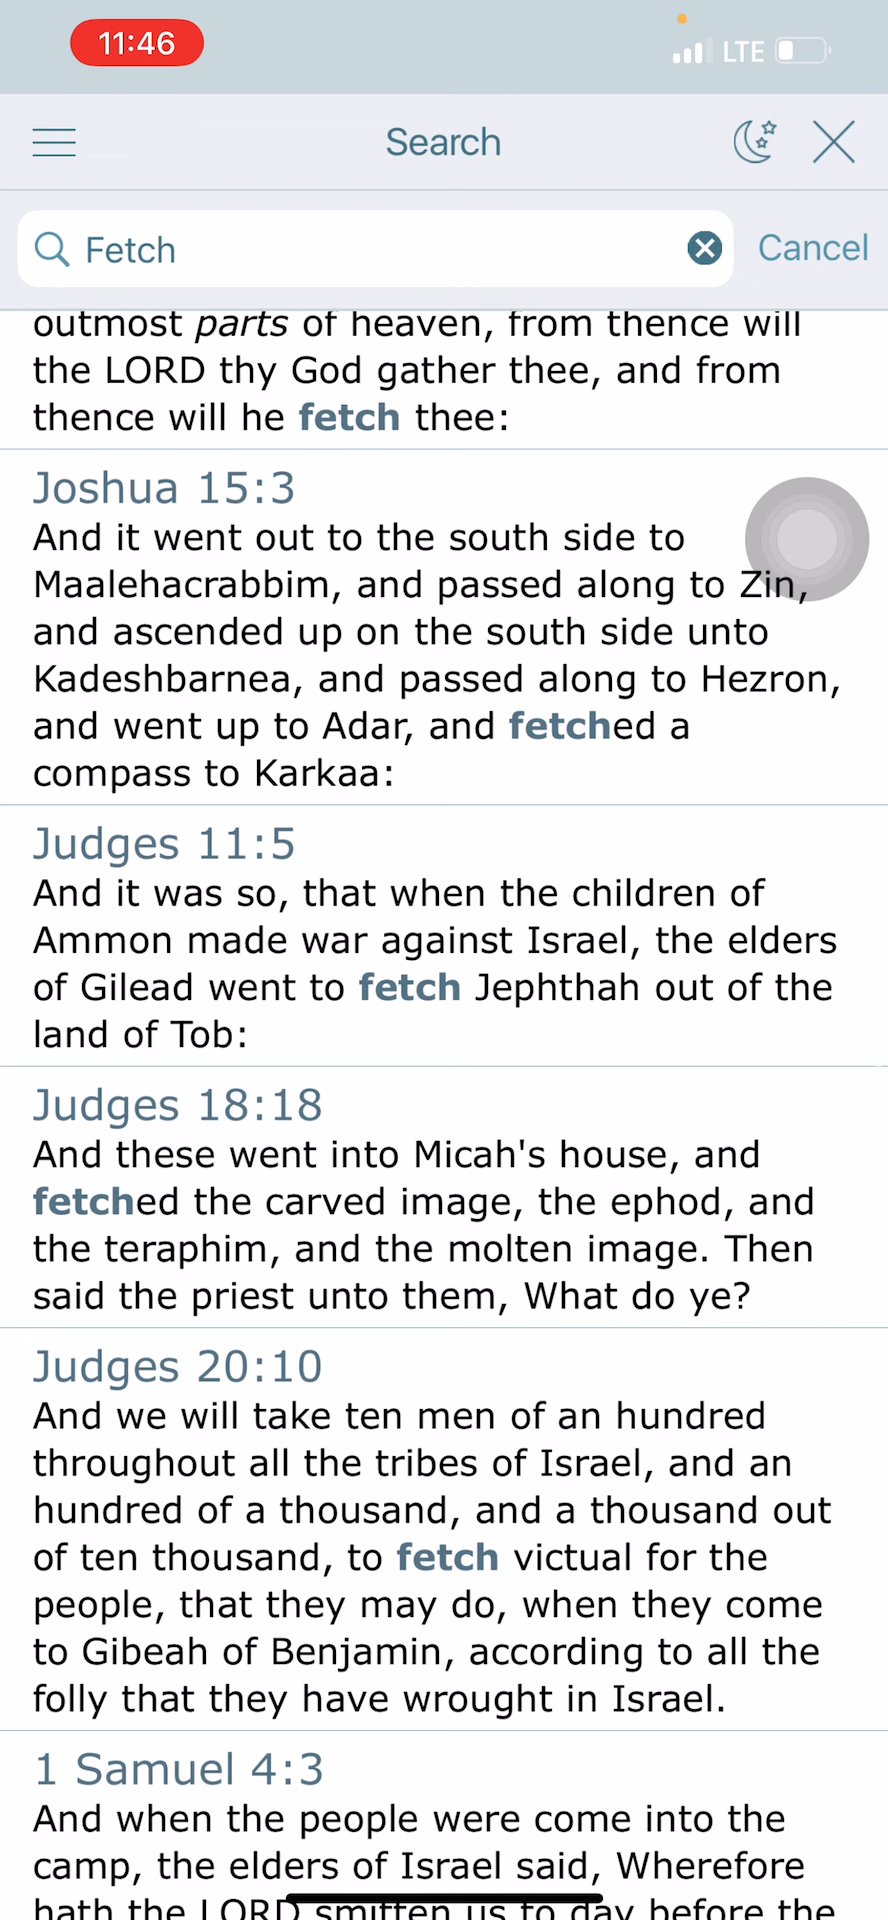 11:46
LTE
Search
Fetch
Cancel
outmost parts of heaven, from thence will
the LORD thy God gather thee, and from
thence will he fetch thee:
Joshua 15:3
And it went out to the south side to
Maalehacrabbim, and passed along to Zin,
and ascended up on the south side unto
Kadeshbarnea, and passed along to Hezron,
and went up to Adar, and fetched a
compass to Karkaa:
Judges 11:5
And it was so, that when the children of
Ammon made war against Israel, the elders
of Gilead went to fetch Jephthah out of the
land of Tob:
Judges 18:18
And these went into Micah's house, and
fetched the carved image, the ephod, and
the teraphim, and the molten image. Then
said the priest unto them, What do ye?
Judges 20:10
And we will take ten men of an hundred
throughout all the tribes of Israel, and an
hundred of a thousand, and a thousand out
of ten thousand, to fetch victual for the
people, that they may do, when they come
to Gibeah of Benjamin, according to all the
folly that they have wrought in Israel.
1 Samuel 4:3
And when the people were come into the
camp, the elders of Israel said, Wherefore
hath the LORD smitten us to day before the